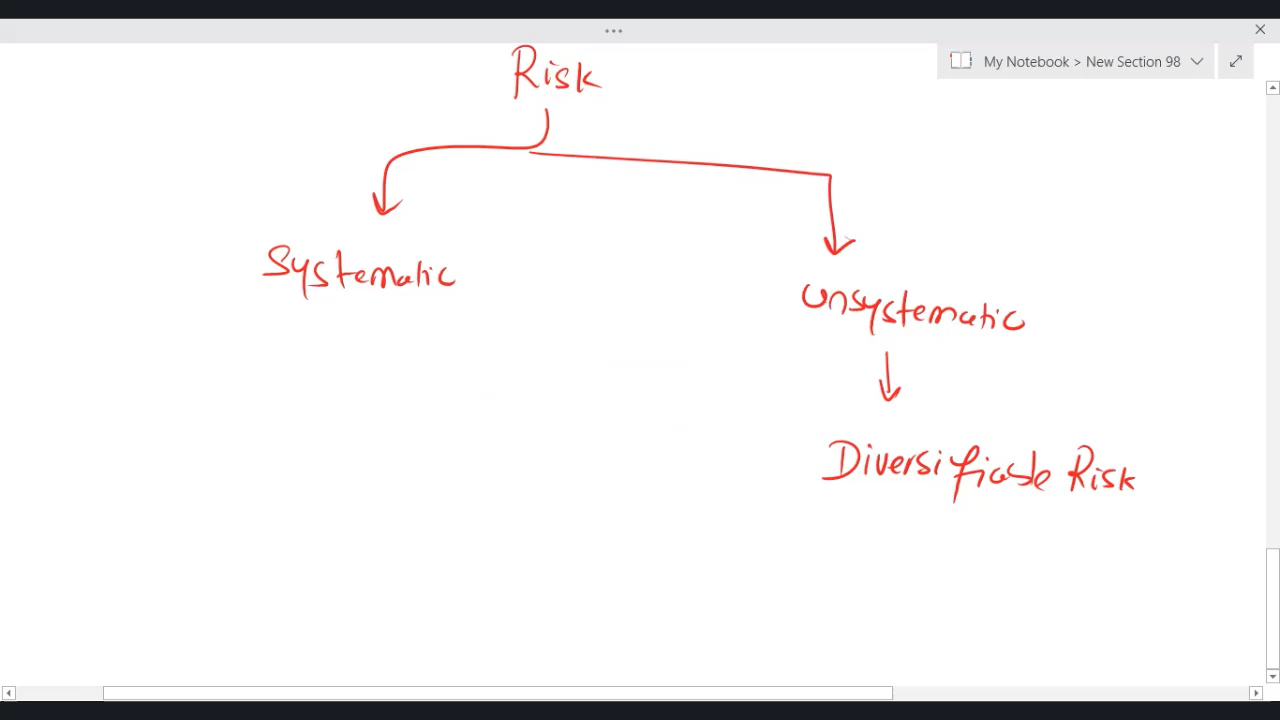 My Notebook > New Section 98
Risk
Systematic
Unsystematic
Diversifiable Risk